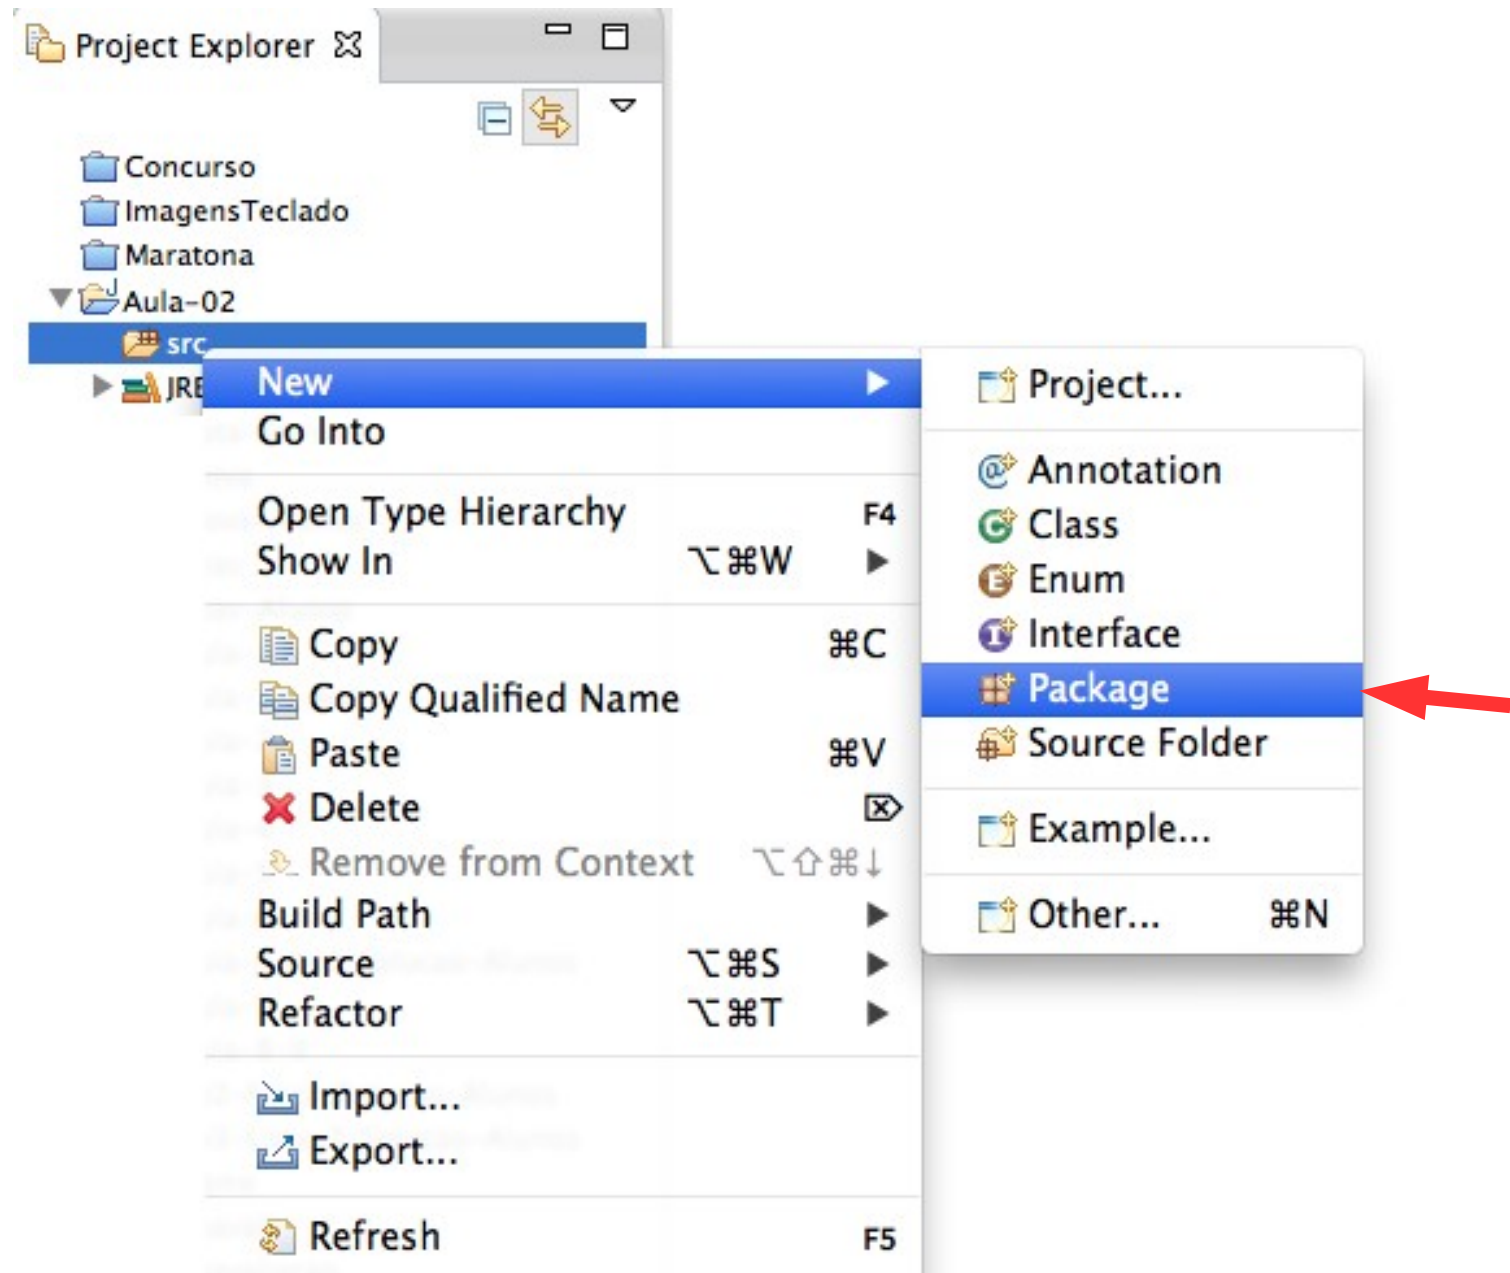 Project Explorer
Concurso
ImagensTeclado
Maratona
Aula-02
src
JRE
New
Go Into
Open Type Hierarchy F4
Show In ⌥⌘W
Copy ⌘C
Copy Qualified Name
Paste ⌘V
Delete ⌦
Remove from Context ⌥⇧⌘↓
Build Path
Source ⌥⌘S
Refactor ⌥⌘T
Import...
Export...
Refresh F5
Project...
Annotation
Class
Enum
Interface
Package
Source Folder
Example...
Other... ⌘N